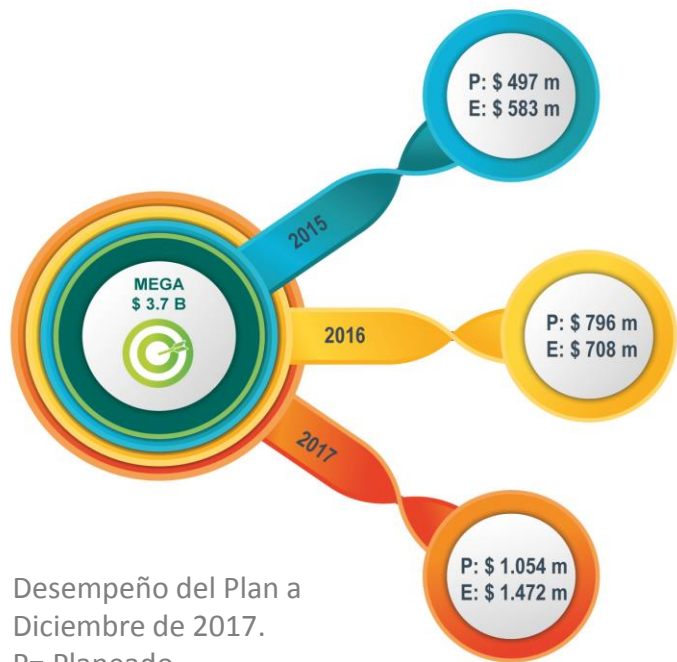 P: $ 497 m
E: $ 583 m
2015
MEGA
$ 3.7 B
2016
P: $ 796 m
E: $ 708 m
2017
P: $ 1.054 m
E: $ 1.472 m
Desempeño del Plan a
Diciembre de 2017.
P= Planeado